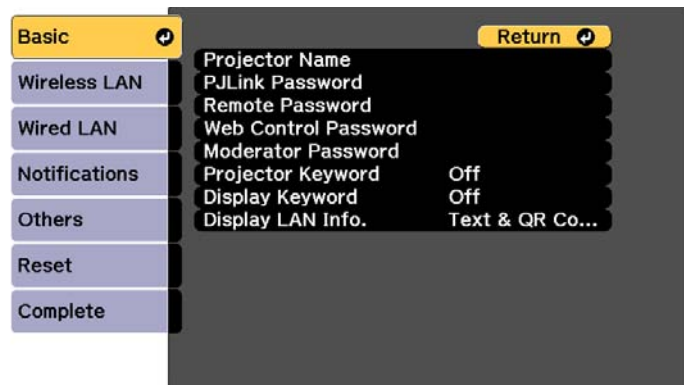 Basic
Wireless LAN
Wired LAN
Notifications
Others
Reset
Complete
Return
Projector Name
PJLink Password
Remote Password
Web Control Password
Moderator Password
Projector Keyword Off
Display Keyword Off
Display LAN Info. Text & QR Co...